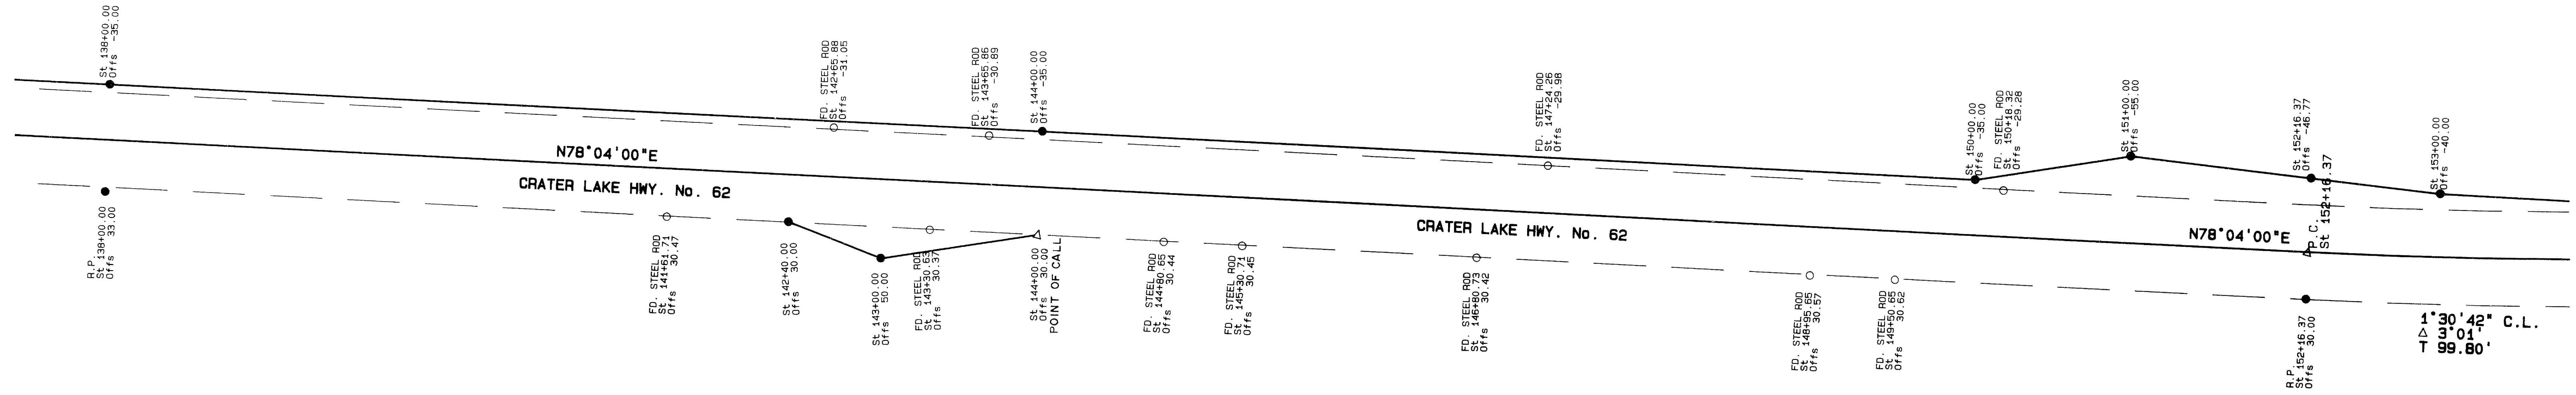 St 138+00.00
Offs -35.00
FD. STEEL ROD
St 142+65.88
Offs -31.05
FD. STEEL ROD
St 143+65.86
Offs -30.89
St 144+00.00
Offs -35.00
FD. STEEL ROD
St 147+24.26
Offs -29.98
St 150+00.00
Offs -35.00
FD. STEEL ROD
St 150+18.32
Offs -29.28
St 151+00.00
Offs -55.00
St 152+16.37
Offs -46.77
P.C.
St 152+16.37
St 153+00.00
Offs -40.00
N78°04'00"E
CRATER LAKE HWY. No. 62
CRATER LAKE HWY. No. 62
N78°04'00"E
R.P.
St 138+00.00
Offs 33.00
FD. STEEL ROD
St 141+61.71
Offs 30.47
St 142+40.00
Offs 30.00
St 143+00.00
Offs 50.00
FD. STEEL ROD
St 143+30.63
Offs 30.37
St 144+00.00
Offs 30.00
POINT OF CALL
FD. STEEL ROD
St 144+80.65
Offs 30.44
FD. STEEL ROD
St 145+30.71
Offs 30.45
FD. STEEL ROD
St 146+80.73
Offs 30.42
FD. STEEL ROD
St 148+95.65
Offs 30.57
FD. STEEL ROD
St 149+50.65
Offs 30.62
R.P.
St 152+16.37
Offs 30.00
1°30'42" C.L.
Δ 3°01'
T 99.80'